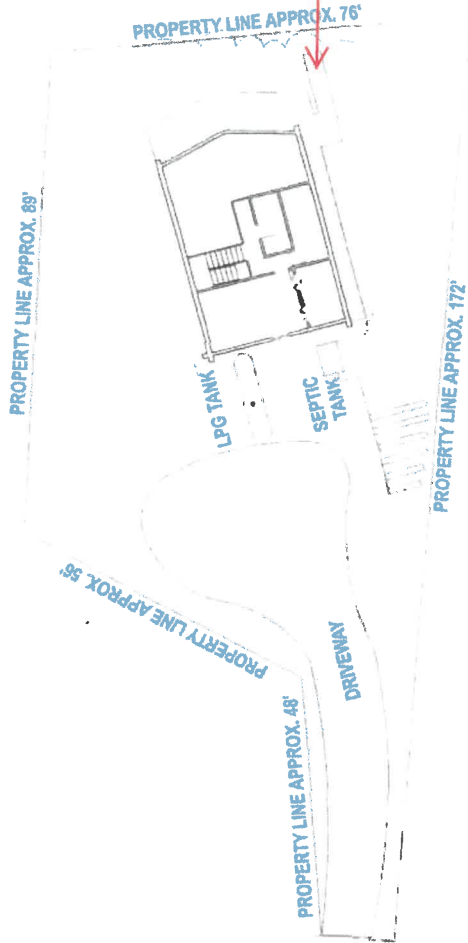 PROPERTY LINE APPROX. 76'
PROPERTY LINE APPROX. 89'
LPG TANK
SEPTIC
TANK
PROPERTY LINE APPROX. 172'
PROPERTY LINE APPROX. 56'
DRIVEWAY
PROPERTY LINE APPROX. 48'